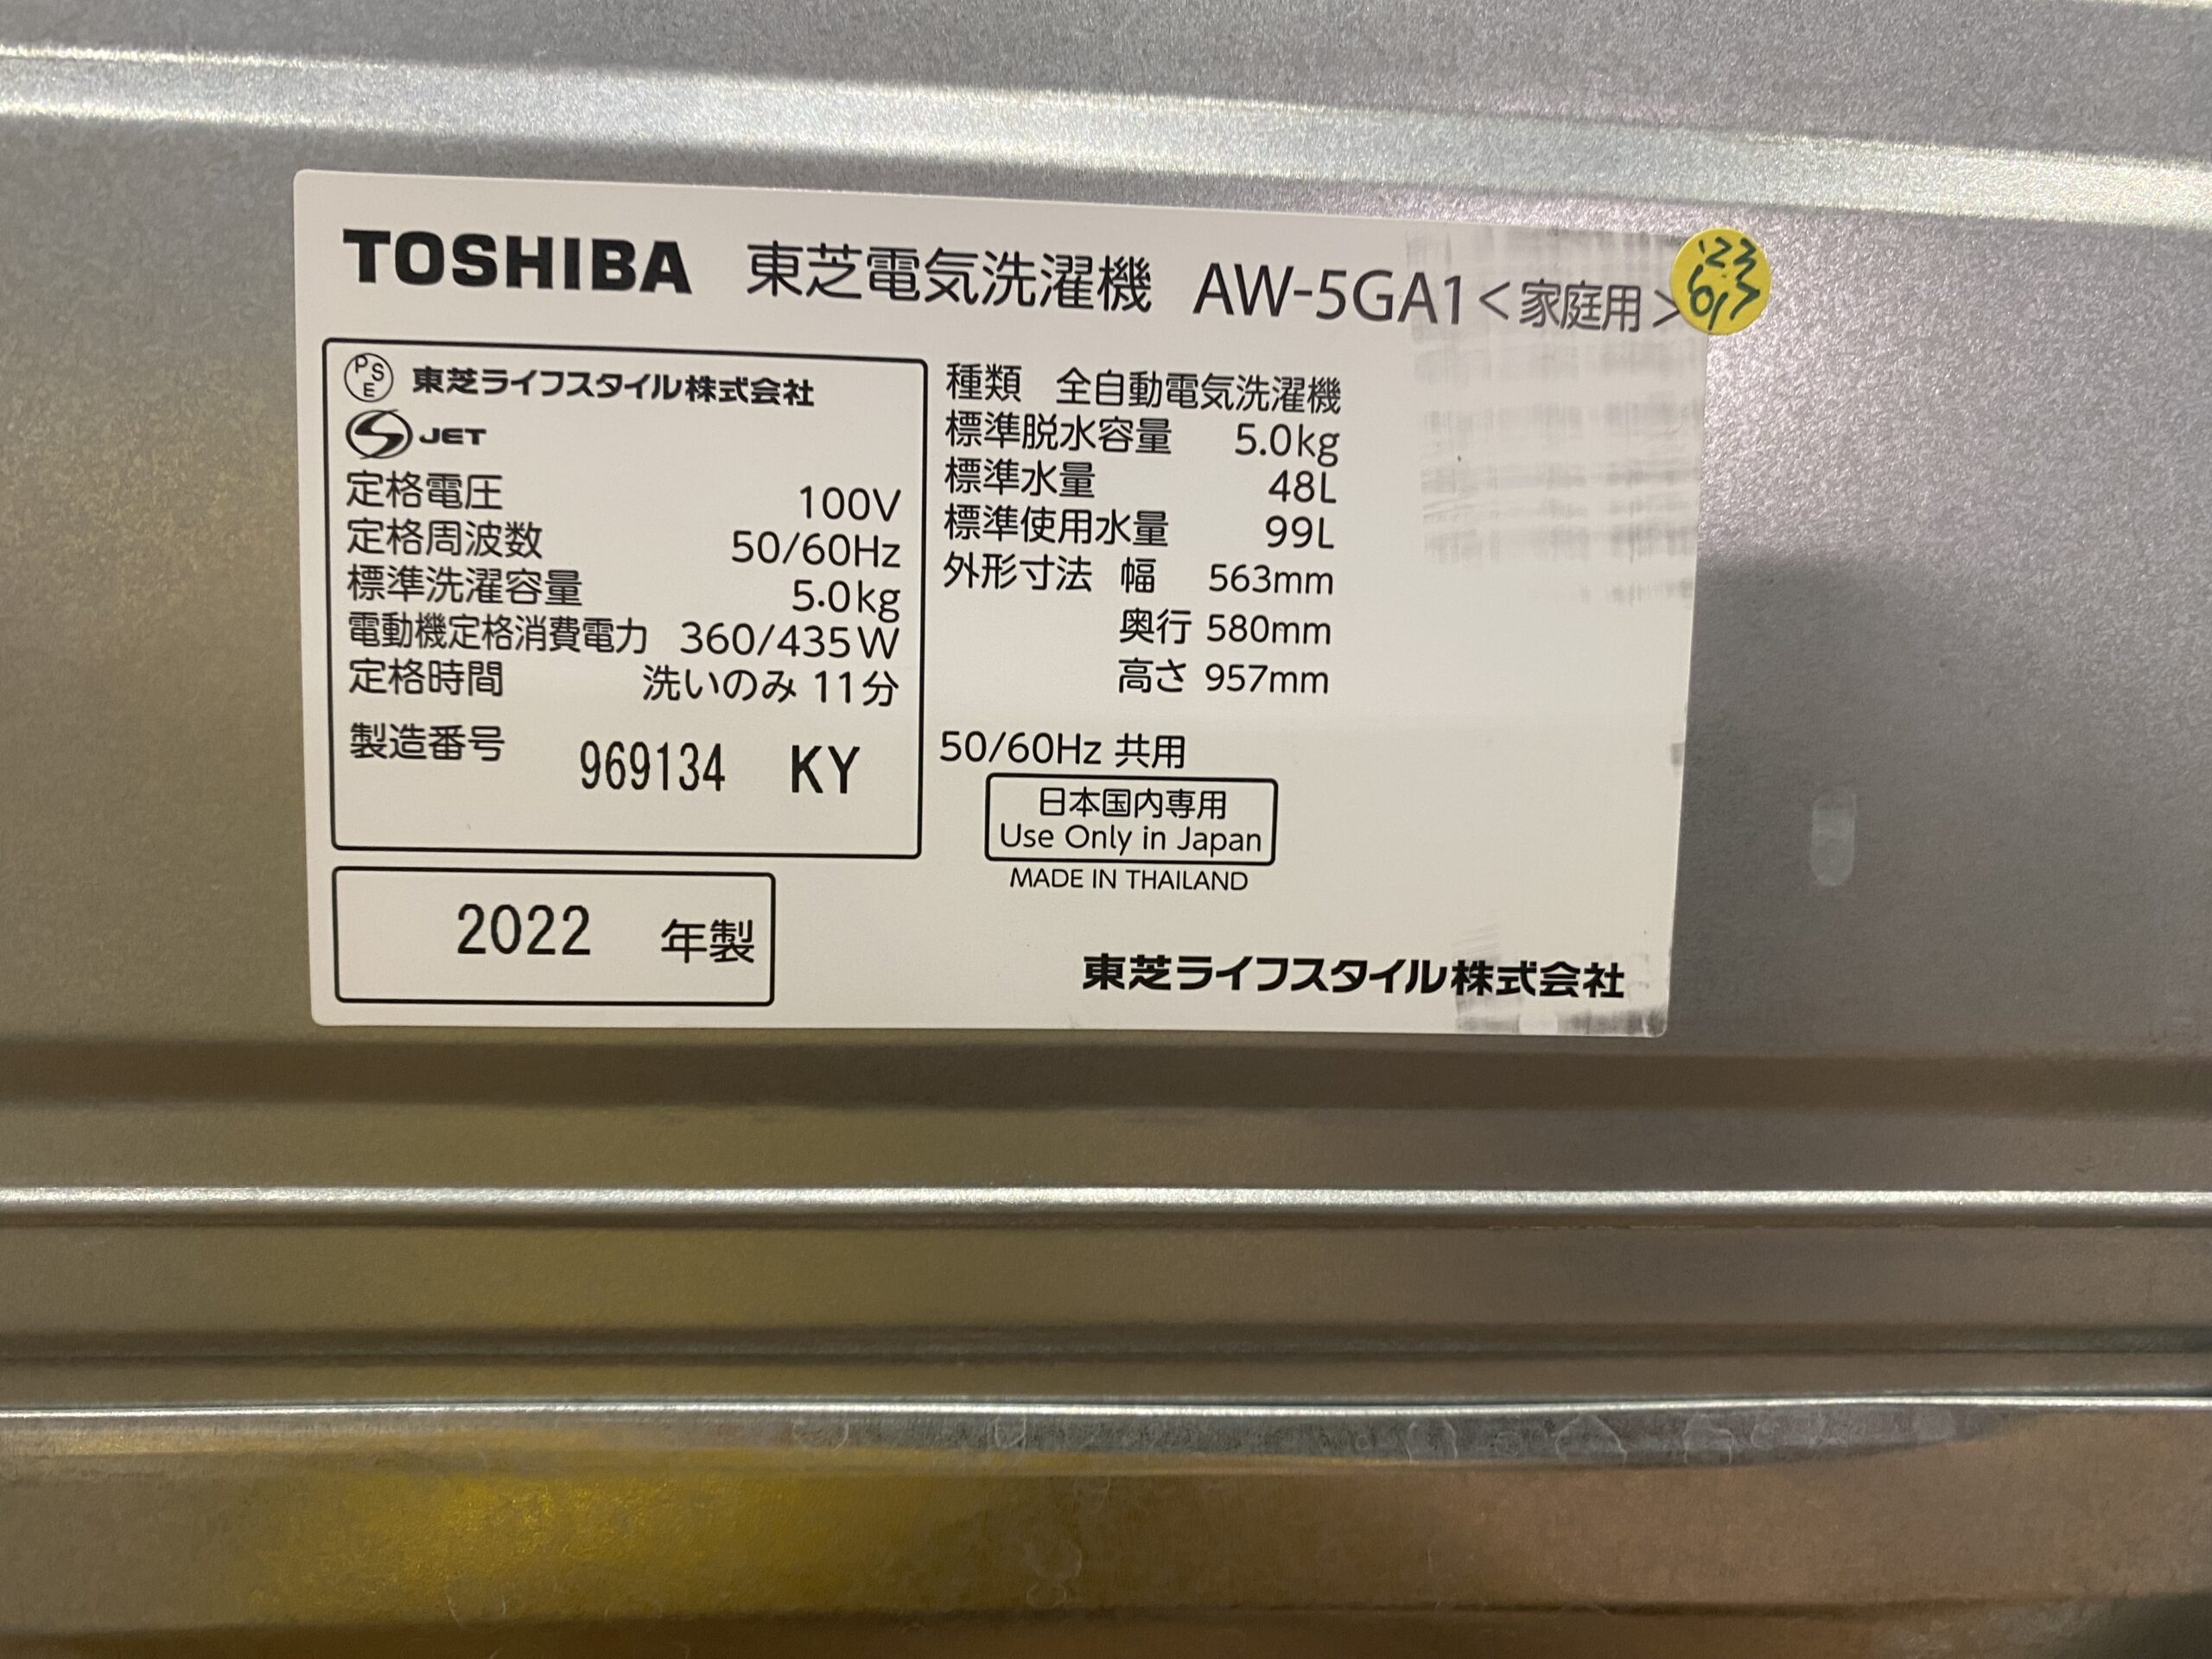 TOSHIBA 東芝電気洗濯機 AW-5GA1<家庭用>
'23
PSE 東芝ライフスタイル株式会社
S JET
定格電圧 100V
定格周波数 50/60Hz
標準洗濯容量 5.0kg
電動機定格消費電力 360/435W
定格時間 洗いのみ 11分
製造番号 969134 KY
2022 年製
種類 全自動電気洗濯機
標準脱水容量 5.0kg
標準水量 48L
標準使用水量 99L
外形寸法 幅 563mm
奥行 580mm
高さ 957mm
50/60Hz 共用
日本国内専用
Use Only in Japan
MADE IN THAILAND
東芝ライフスタイル株式会社